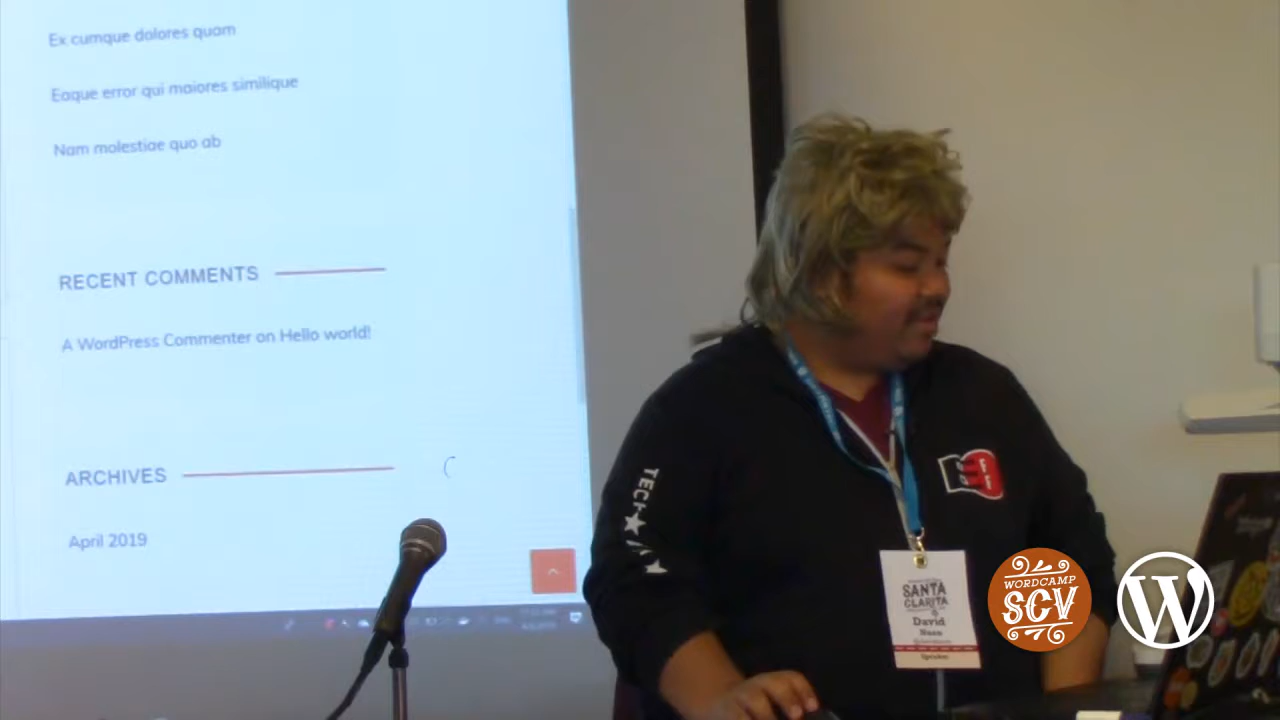 Ex cumque dolores quam
Eaque error qui maiores similique
Nam molestiae quo ab
RECENT COMMENTS
A WordPress Commenter on Hello world!
ARCHIVES
April 2019
TECH
SANTA
CLARITA
David
Speaker
WORDCAMP
SCV
W